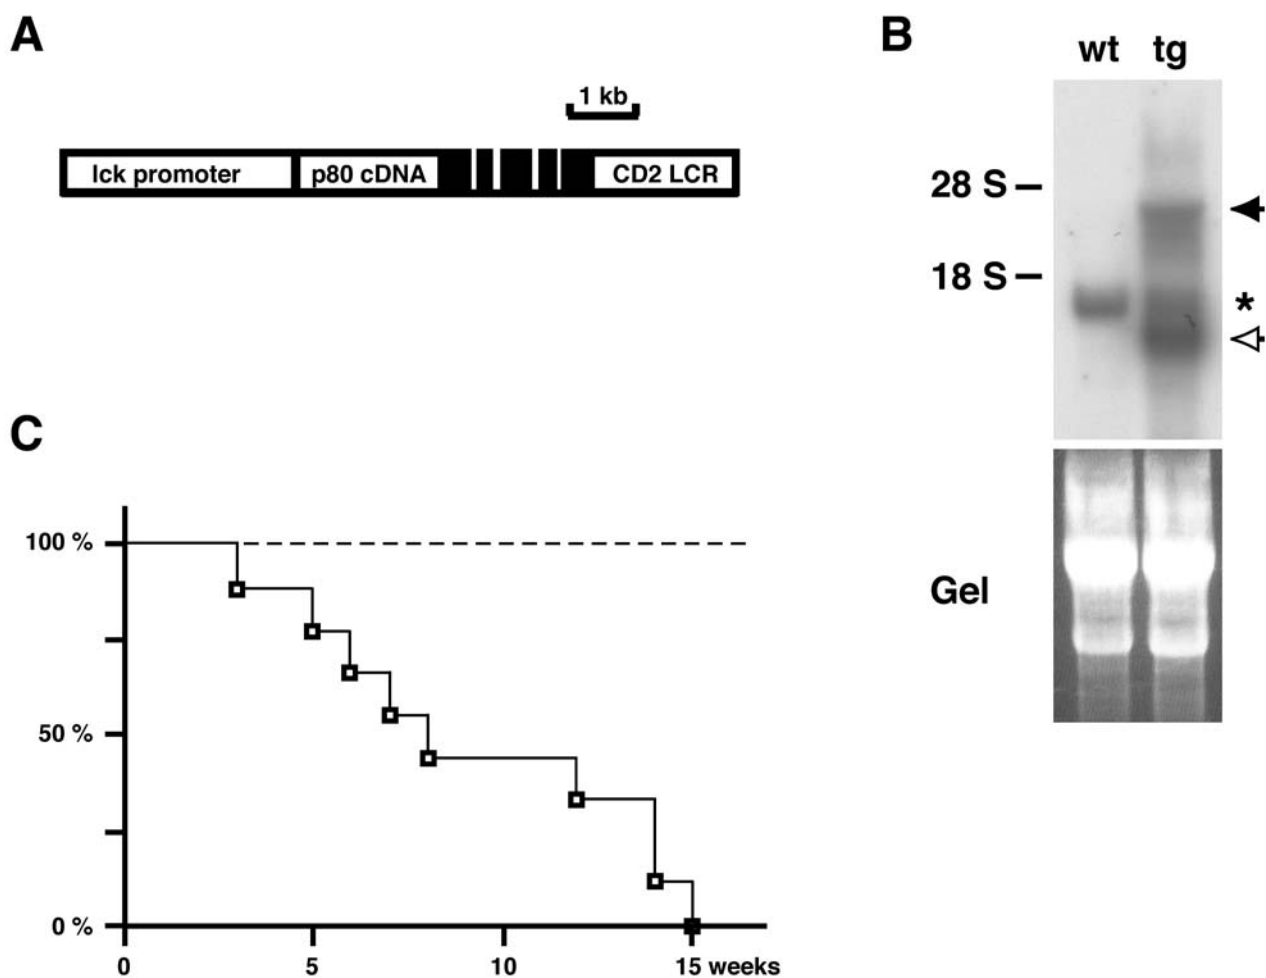 A
1 kb
lck promoter p80 cDNA CD2 LCR
B
wt tg
28 S
18 S
*
Gel
C
100 %
50 %
0 %
0 5 10 15 weeks